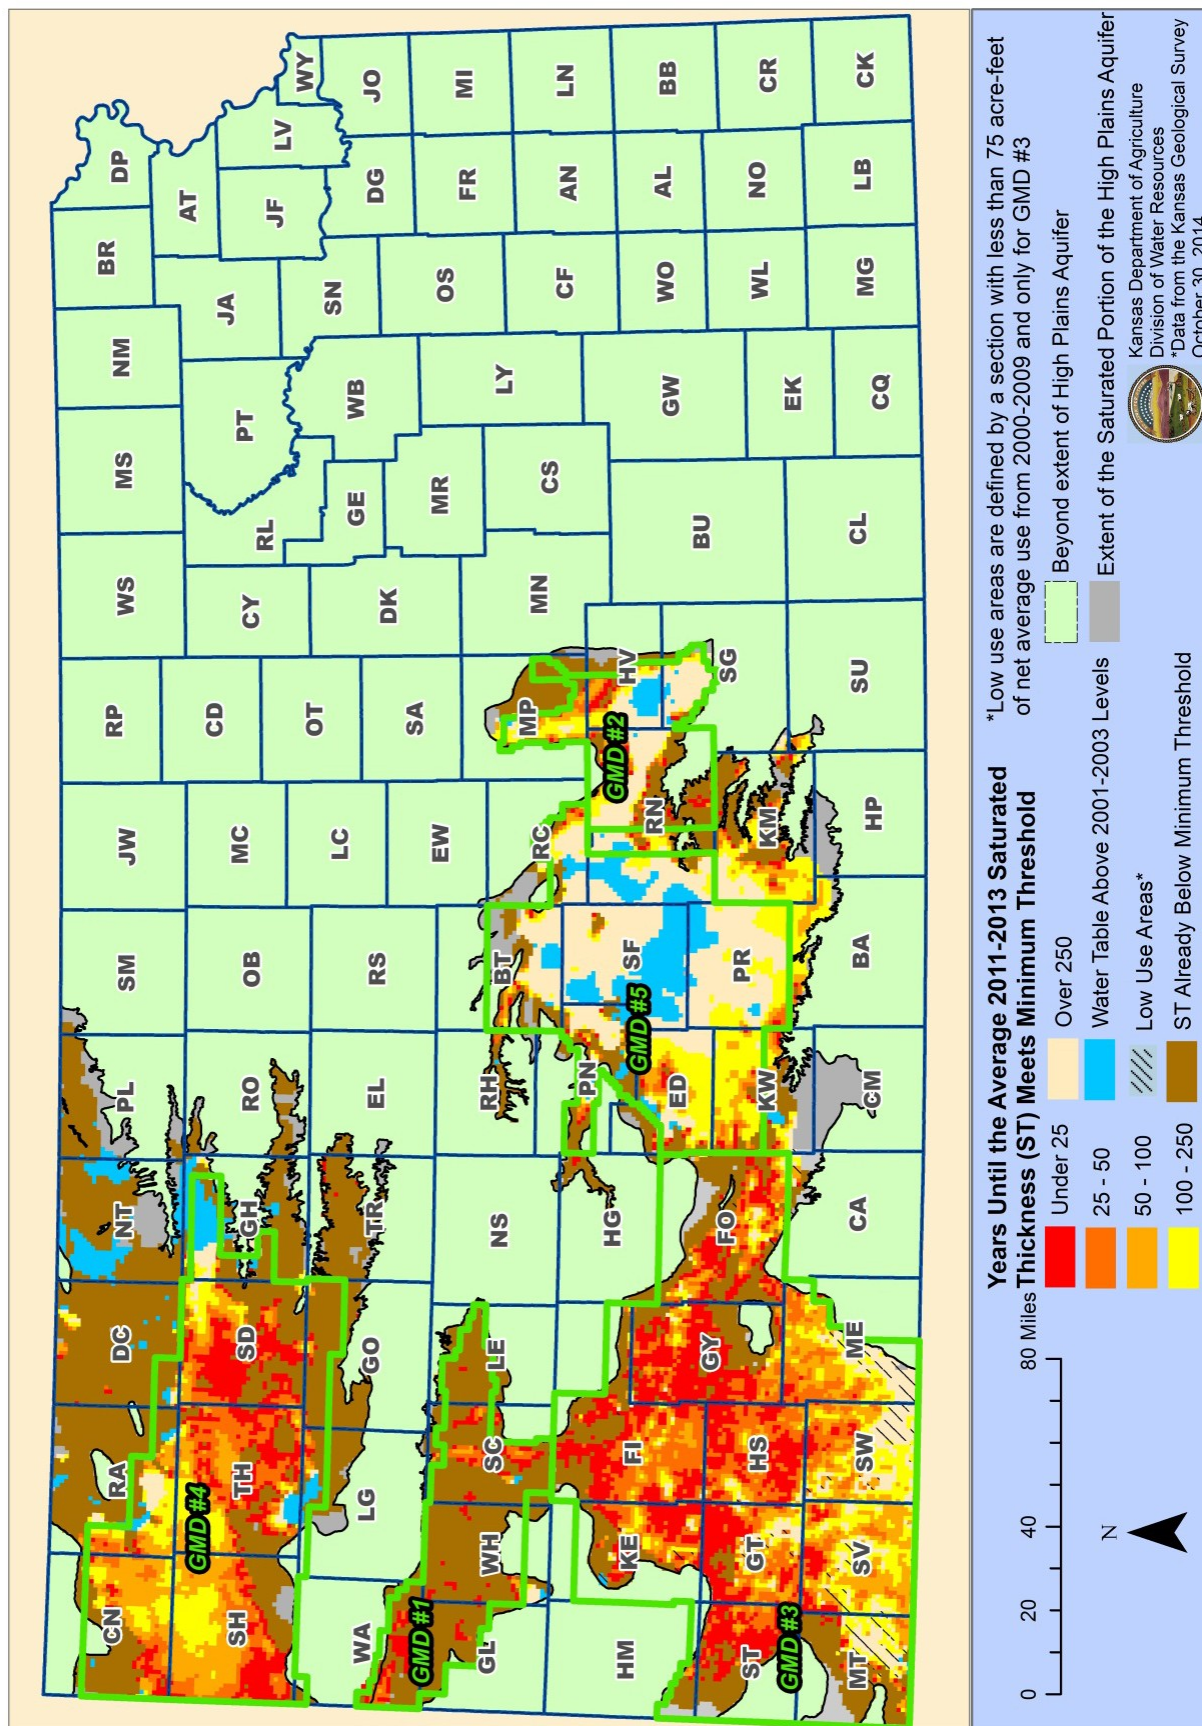 CN
RA
DC
NT
PL
SM
JW
RP
WS
MS
NM
BR
DP
SH
TH
SD
GH
RO
OB
MC
CD
CY
RL
PT
JA
AT
WA
LG
GO
TR
EL
RS
LC
OT
DK
GE
WB
SN
JF
LV
WY
GL
WH
SC
LE
NS
RH
BT
EW
SA
RC
MP
MN
MR
CS
LY
OS
DG
JO
FR
MI
HM
KE
FI
HG
PN
SF
RN
HV
BU
GW
CF
AN
LN
ST
GT
HS
GY
FO
ED
PR
KM
SG
EK
WO
WL
AL
NO
BB
CR
MT
SV
SW
ME
CA
KW
CM
BA
HP
SU
CL
CQ
MG
LB
CK
GMD #4
GMD #1
GMD #3
GMD #5
GMD #2
0 20 40 80 Miles
N
Years Until the Average 2011-2013 Saturated
Thickness (ST) Meets Minimum Threshold
Under 25
25 - 50
50 - 100
100 - 250
Over 250
Water Table Above 2001-2003 Levels
Low Use Areas*
ST Already Below Minimum Threshold
*Low use areas are defined by a section with less than 75 acre-feet
of net average use from 2000-2009 and only for GMD #3
Beyond extent of High Plains Aquifer
Extent of the Saturated Portion of the High Plains Aquifer
Kansas Department of Agriculture
Division of Water Resources
*Data from the Kansas Geological Survey
October 30, 2014